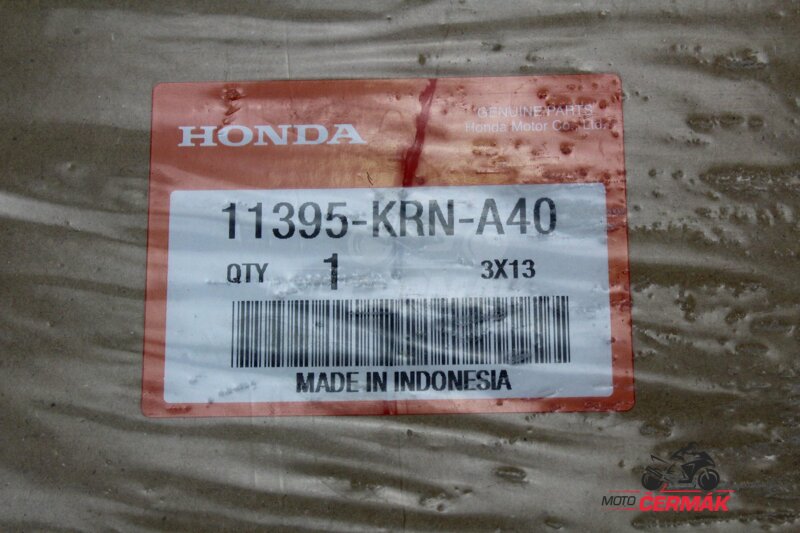 GENUINE PARTS
HONDA Honda Motor Co., Ltd.
11395-KRN-A40
QTY 1 3X13
MADE IN INDONESIA
MOTO ČERMÁK